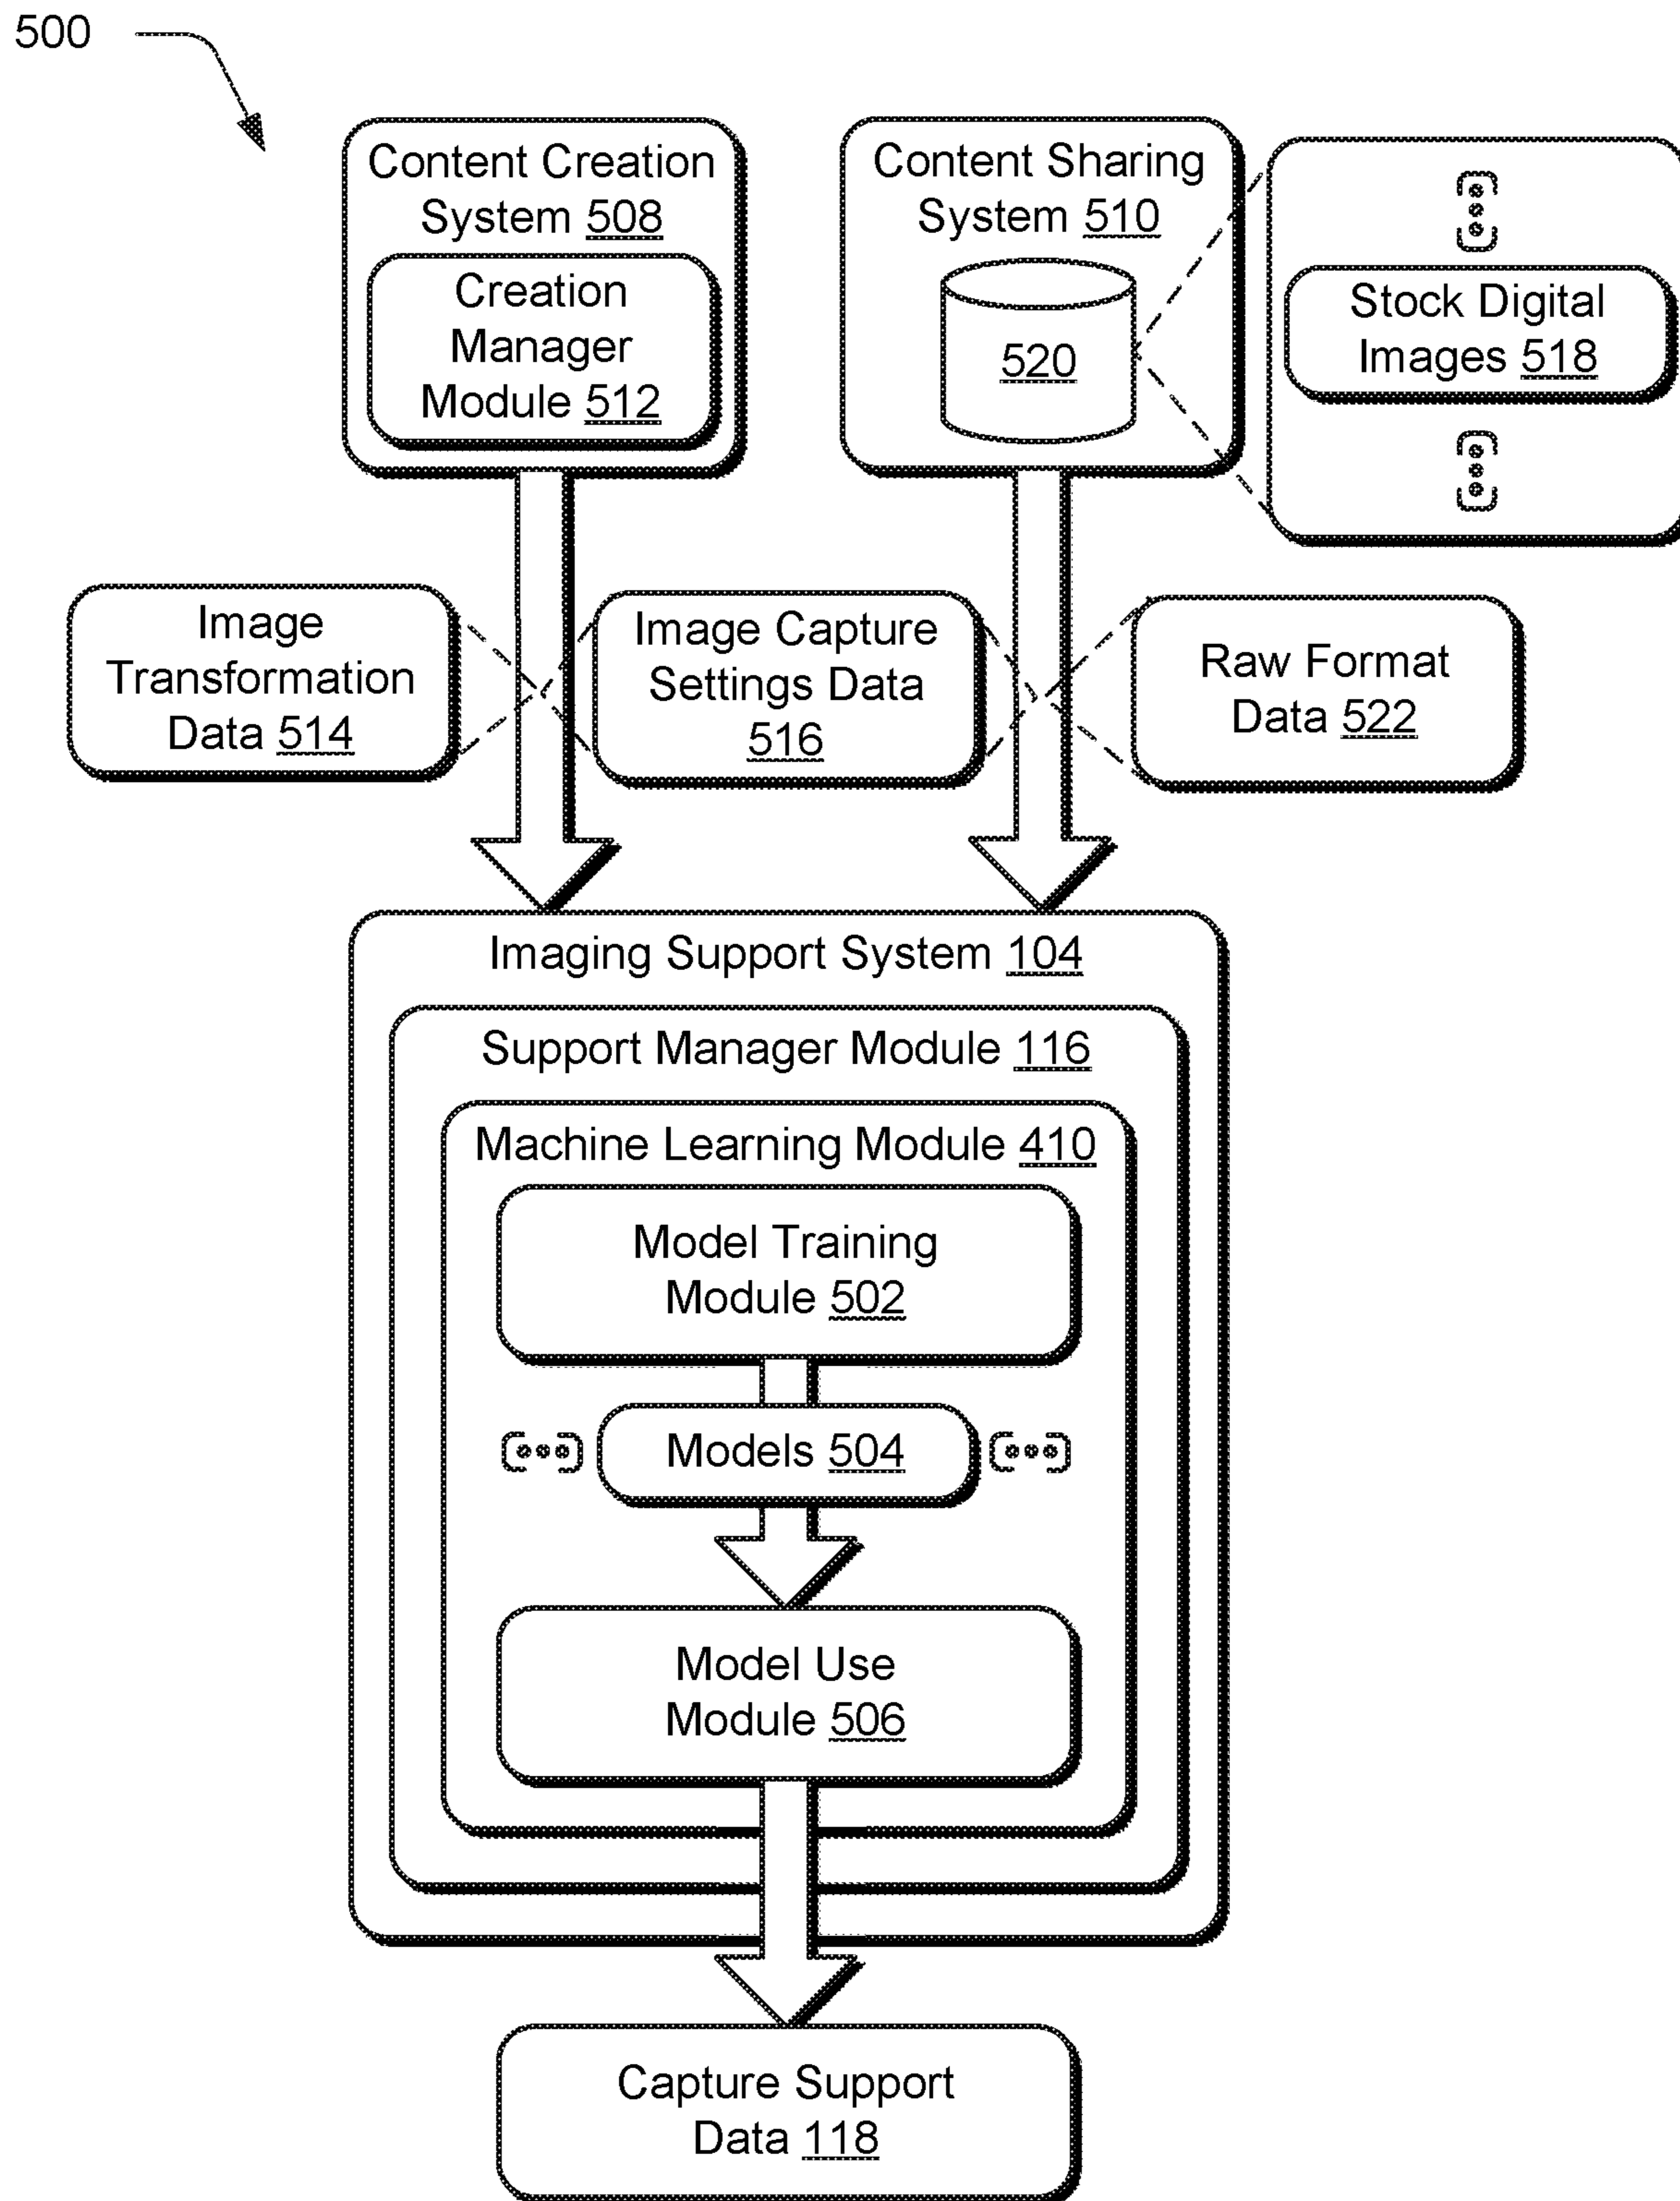 500
Content Creation
System 508
Creation
Manager
Module 512
Content Sharing
System 510
520
Stock Digital
Images 518
Image
Transformation
Data 514
Image Capture
Settings Data
516
Raw Format
Data 522
Imaging Support System 104
Support Manager Module 116
Machine Learning Module 410
Model Training
Module 502
Models 504
Model Use
Module 506
Capture Support
Data 118